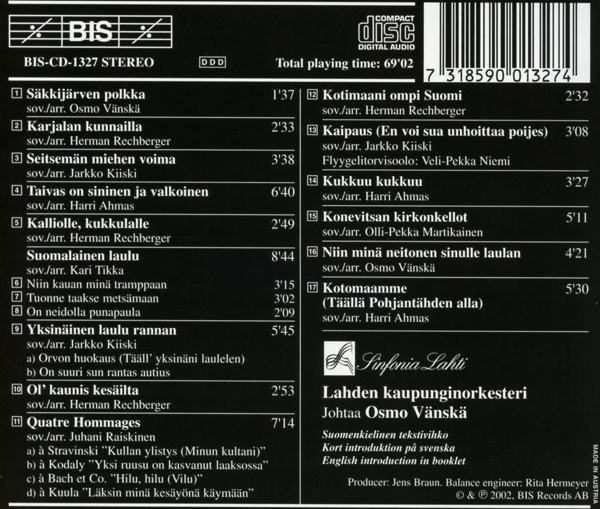 BIS
COMPACT
disc
DIGITAL AUDIO
BIS-CD-1327 STEREO
D D D
Total playing time: 69'02
7 318590 013274
1 Säkkijärven polkka 1'37
sov./arr. Osmo Vänskä
2 Karjalan kunnailla 2'33
sov./arr. Herman Rechberger
3 Seitsemän miehen voima 3'38
sov./arr. Jarkko Kiiski
4 Taivas on sininen ja valkoinen 6'40
sov./arr. Harri Ahmas
5 Kalliolle, kukkulalle 2'49
sov./arr. Herman Rechberger
Suomalainen laulu 8'44
sov./arr. Kari Tikka
6 Niin kauan minä tramppaan 3'15
7 Tuonne taakse metsämaan 3'02
8 On neidolla punapaula 2'09
9 Yksinäinen laulu rannan 5'45
sov./arr. Jarkko Kiiski
a) Orvon huokaus (Tääll' yksinäni laulelen)
b) On suuri sun rantas autius
10 Ol' kaunis kesäilta 2'53
sov./arr. Herman Rechberger
11 Quatre Hommages 7'14
sov./arr. Juhani Raiskinen
a) à Stravinski "Kullan ylistys (Minun kultani)"
b) à Kodaly "Yksi ruusu on kasvanut laaksossa"
c) à Bach et Co. "Hilu, hilu (Vilu)"
d) à Kuula "Läksin minä kesäyönä käymään"
12 Kotimaani ompi Suomi 2'32
sov./arr. Herman Rechberger
13 Kaipaus (En voi sua unhoittaa poijes) 3'08
sov./arr. Jarkko Kiiski
Flyygelitorvisoolo: Veli-Pekka Niemi
14 Kukkuu kukkuu 3'27
sov./arr. Harri Ahmas
15 Konevitsan kirkonkellot 5'11
sov./arr. Olli-Pekka Martikainen
16 Niin minä neitonen sinulle laulan 4'21
sov./arr. Osmo Vänskä
17 Kotomaamme 5'30
(Täällä Pohjantähden alla)
sov./arr. Harri Ahmas
Sinfonia Lahti
Lahden kaupunginorkesteri
Johtaa Osmo Vänskä
Suomenkielinen tekstivihko
Kort introduktion på svenska
English introduction in booklet
Producer: Jens Braun. Balance engineer: Rita Hermeyer
© & ℗ 2002, BIS Records AB
MADE IN AUSTRIA